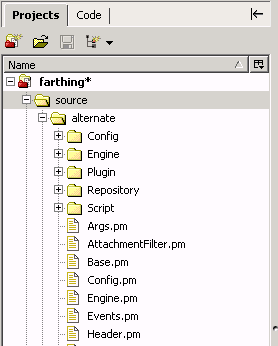 Projects Code
Name
farthing*
source
alternate
Config
Engine
Plugin
Repository
Script
Args.pm
AttachmentFilter.pm
Base.pm
Config.pm
Engine.pm
Events.pm
Header.pm